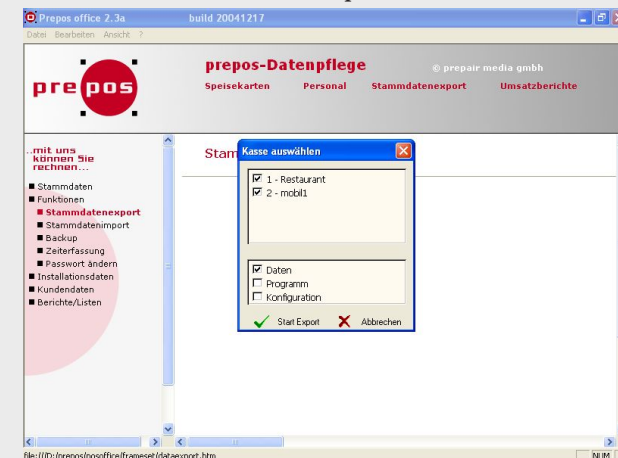 Prepos office 2.3a build 20041217
Datei Bearbeiten Ansicht ?
prepos
prepos-Datenpflege
© prepair media gmbh
Speisekarten Personal Stammdatenexport Umsatzberichte
...mit uns
können Sie
rechnen...
Stammdaten
Funktionen
Stammdatenexport
Stammdatenimport
Backup
Zeiterfassung
Passwort ändern
Installationsdaten
Kundendaten
Berichte/Listen
Stam
Kasse auswählen
1 - Restaurant
2 - mobil1
Daten
Programm
Konfiguration
Start Export Abbrechen
file:///D:/prepos/posoffice/frameset/dataexport.htm
NUM